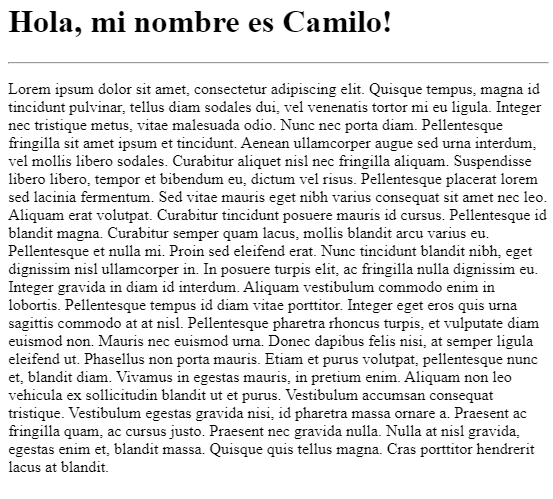 Hola, mi nombre es Camilo!
Lorem ipsum dolor sit amet, consectetur adipiscing elit. Quisque tempus, magna id
tincidunt pulvinar, tellus diam sodales dui, vel venenatis tortor mi eu ligula. Integer
nec tristique metus, vitae malesuada odio. Nunc nec porta diam. Pellentesque
fringilla sit amet ipsum et tincidunt. Aenean ullamcorper augue sed urna interdum,
vel mollis libero sodales. Curabitur aliquet nisl nec fringilla aliquam. Suspendisse
libero libero, tempor et bibendum eu, dictum vel risus. Pellentesque placerat lorem
sed lacinia fermentum. Sed vitae mauris eget nibh varius consequat sit amet nec leo.
Aliquam erat volutpat. Curabitur tincidunt posuere mauris id cursus. Pellentesque id
blandit magna. Curabitur semper quam lacus, mollis blandit arcu varius eu.
Pellentesque et nulla mi. Proin sed eleifend erat. Nunc tincidunt blandit nibh, eget
dignissim nisl ullamcorper in. In posuere turpis elit, ac fringilla nulla dignissim eu.
Integer gravida in diam id interdum. Aliquam vestibulum commodo enim in
lobortis. Pellentesque tempus id diam vitae porttitor. Integer eget eros quis urna
sagittis commodo at at nisl. Pellentesque pharetra rhoncus turpis, et vulputate diam
euismod non. Mauris nec euismod urna. Donec dapibus felis nisi, at semper ligula
eleifend ut. Phasellus non porta mauris. Etiam et purus volutpat, pellentesque nunc
et, blandit diam. Vivamus in egestas mauris, in pretium enim. Aliquam non leo
vehicula ex sollicitudin blandit ut et purus. Vestibulum accumsan consequat
tristique. Vestibulum egestas gravida nisi, id pharetra massa ornare a. Praesent ac
fringilla quam, ac cursus justo. Praesent nec gravida nulla. Nulla at nisl gravida,
egestas enim et, blandit massa. Quisque quis tellus magna. Cras porttitor hendrerit
lacus at blandit.